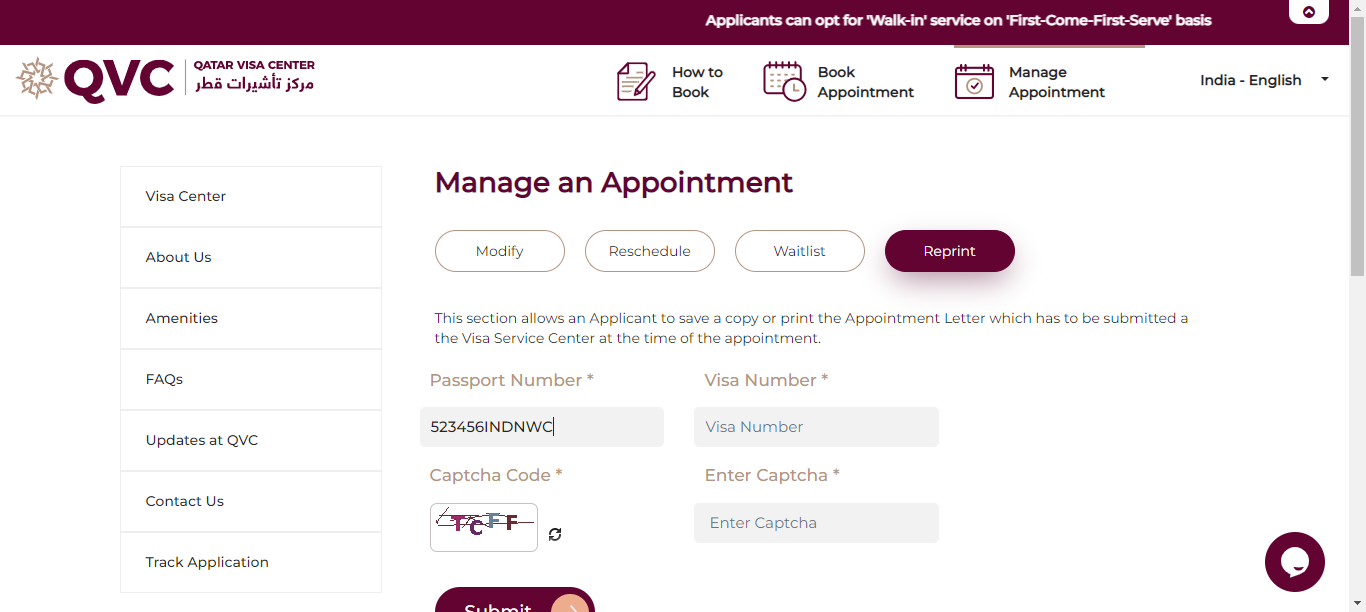 Applicants can opt for 'Walk-in' service on 'First-Come-First-Serve' basis
QVC
QATAR VISA CENTER
مركز تأشيرات قطر
How to
Book
Book
Appointment
Manage
Appointment
India - English
Visa Center
About Us
Amenities
FAQs
Updates at QVC
Contact Us
Track Application
Manage an Appointment
Modify
Reschedule
Waitlist
Reprint
This section allows an Applicant to save a copy or print the Appointment Letter which has to be submitted a
the Visa Service Center at the time of the appointment.
Passport Number *
Visa Number *
523456INDNWC
Visa Number
Captcha Code *
Enter Captcha *
TCFF
Enter Captcha
Submit